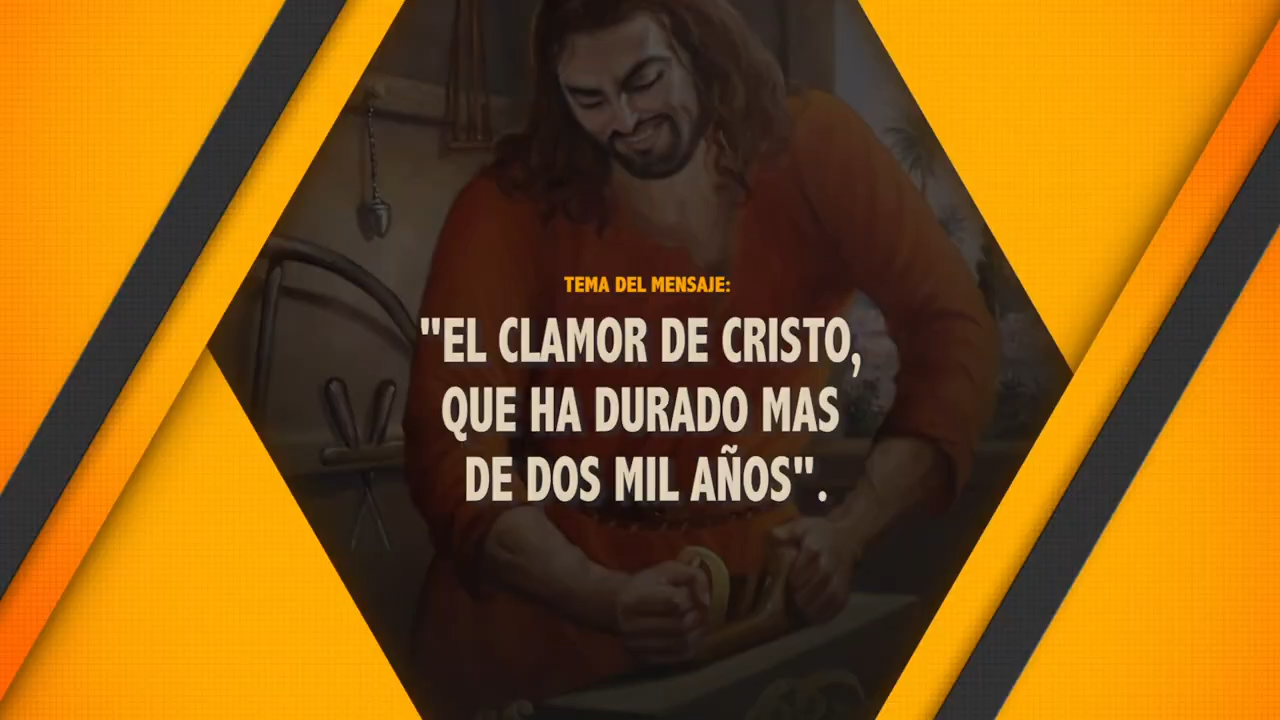 TEMA DEL MENSAJE:
"EL CLAMOR DE CRISTO,
QUE HA DURADO MAS
DE DOS MIL AÑOS".